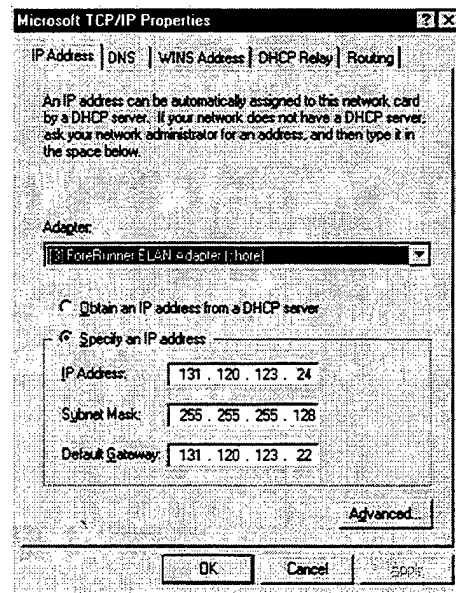 Microsoft TCP/IP Properties
IP Address DNS WINS Address DHCP Relay Routing
An IP address can be automatically assigned to this network card
by a DHCP server. If your network does not have a DHCP server,
ask your network administrator for an address, and then type it in
the space below.
Adapter:
[3] ForeRunner ELAN Adapter
Obtain an IP address from a DHCP server
Specify an IP address
IP Address: 131 . 120 . 123 . 24
Subnet Mask: 255 . 255 . 255 . 128
Default Gateway: 131 . 120 . 123 . 22
Advanced...
OK Cancel Apply